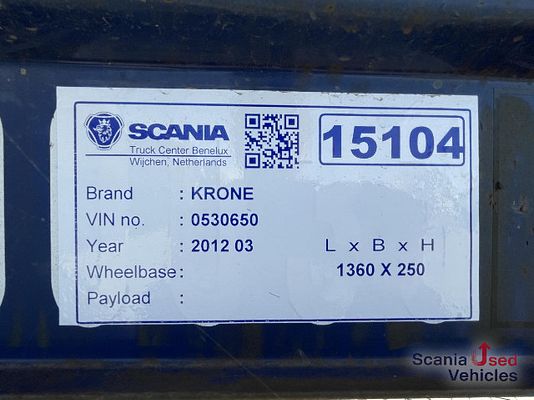 SCANIA
Truck Center Benelux
Wijchen, Netherlands
15104
Brand : KRONE
VIN no. : 0530650
Year : 2012 03 L x B x H
Wheelbase : 1360 X 250
Payload :
Scania Used
Vehicles